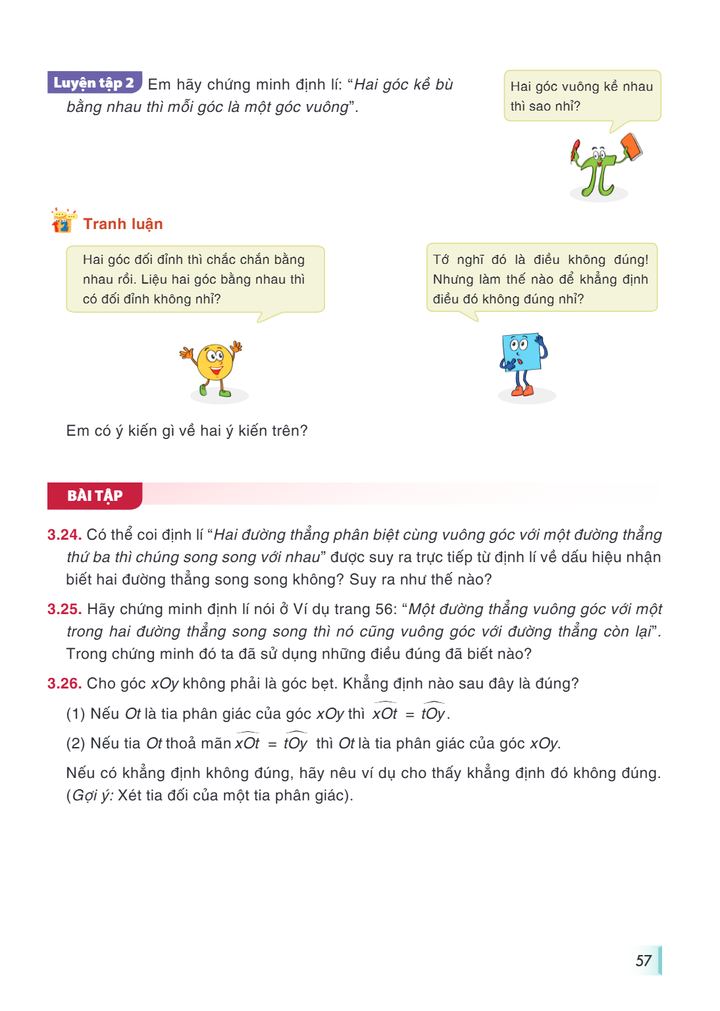 Luyện tập 2 Em hãy chứng minh định lí: “Hai góc kề bù
bằng nhau thì mỗi góc là một góc vuông”.
Hai góc vuông kề nhau
thì sao nhỉ?
Tranh luận
Hai góc đối đỉnh thì chắc chắn bằng
nhau rồi. Liệu hai góc bằng nhau thì
có đối đỉnh không nhỉ?
Tớ nghĩ đó là điều không đúng!
Nhưng làm thế nào để khẳng định
điều đó không đúng nhỉ?
Em có ý kiến gì về hai ý kiến trên?
BÀI TẬP
3.24. Có thể coi định lí “Hai đường thẳng phân biệt cùng vuông góc với một đường thẳng
thứ ba thì chúng song song với nhau” được suy ra trực tiếp từ định lí về dấu hiệu nhận
biết hai đường thẳng song song không? Suy ra như thế nào?
3.25. Hãy chứng minh định lí nói ở Ví dụ trang 56: “Một đường thẳng vuông góc với một
trong hai đường thẳng song song thì nó cũng vuông góc với đường thẳng còn lại”.
Trong chứng minh đó ta đã sử dụng những điều đúng đã biết nào?
3.26. Cho góc xOy không phải là góc bẹt. Khẳng định nào sau đây là đúng?
(1) Nếu Ot là tia phân giác của góc xOy thì xOt = tOy.
(2) Nếu tia Ot thoả mãn xOt = tOy thì Ot là tia phân giác của góc xOy.
Nếu có khẳng định không đúng, hãy nêu ví dụ cho thấy khẳng định đó không đúng.
(Gợi ý: Xét tia đối của một tia phân giác).
57